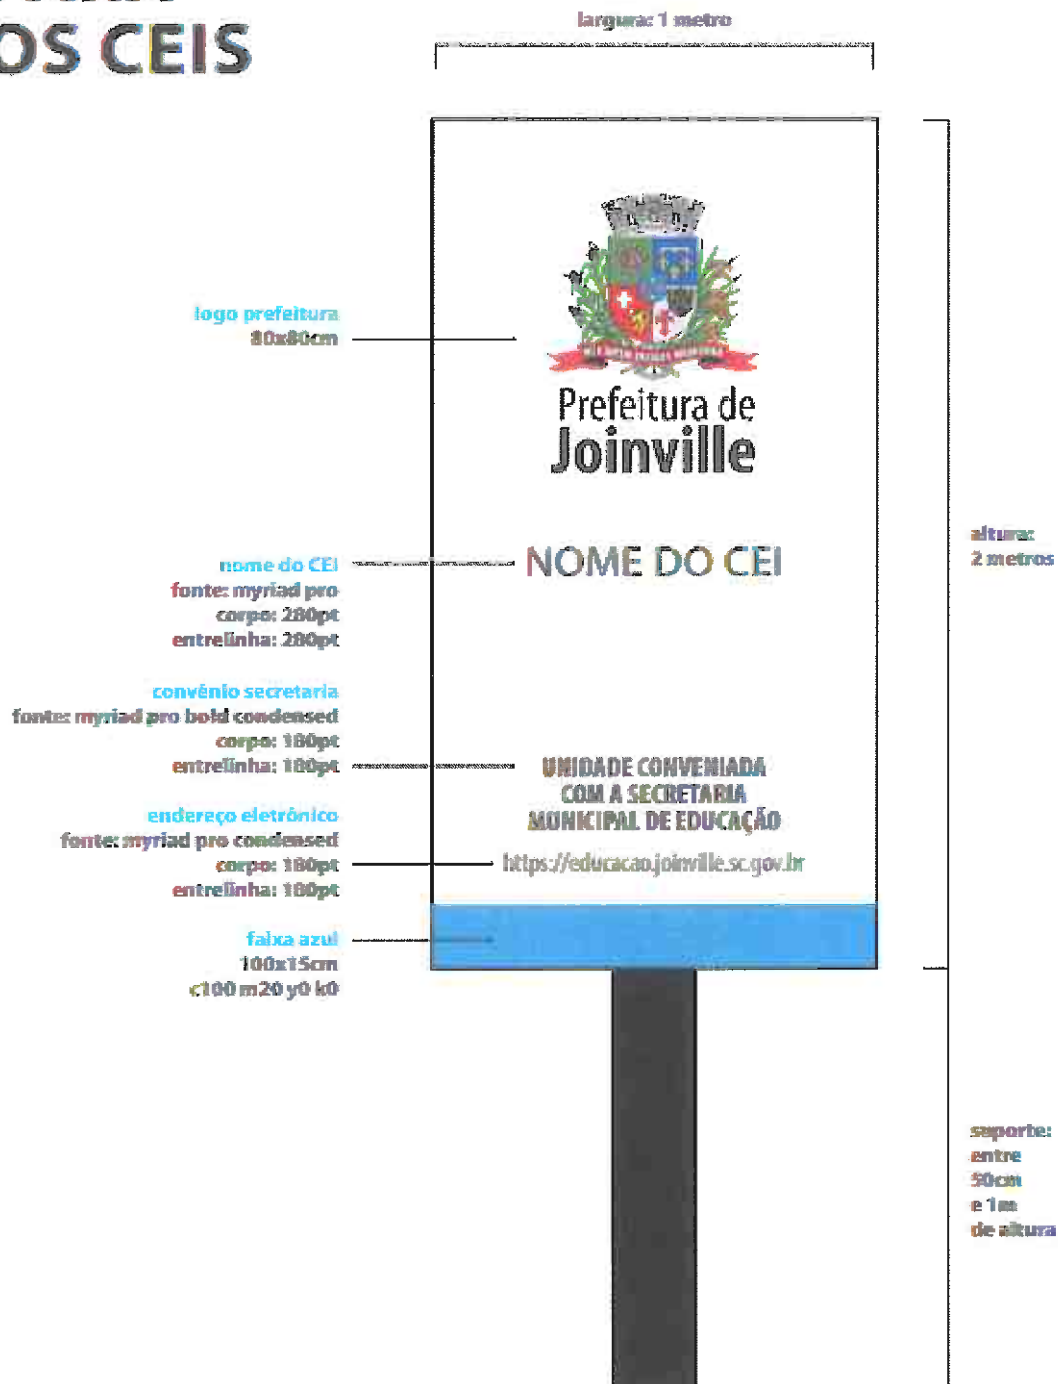 OS CEIS
largura: 1 metro
logo prefeitura
80x80cm
Prefeitura de
Joinville
altura:
2 metros
nome do CEI
fonte: myriad pro
corpo: 280pt
entrelinha: 280pt
NOME DO CEI
convênio secretaria
fonte: myriad pro bold condensed
corpo: 180pt
entrelinha: 180pt
UNIDADE CONVENIADA
COM A SECRETARIA
MUNICIPAL DE EDUCAÇÃO
endereço eletrônico
fonte: myriad pro condensed
corpo: 180pt
entrelinha: 180pt
https://educacao.joinville.sc.gov.br
faixa azul
100x15cm
c100 m20 y0 k0
suporte:
entre
50cm
e 1m
de altura